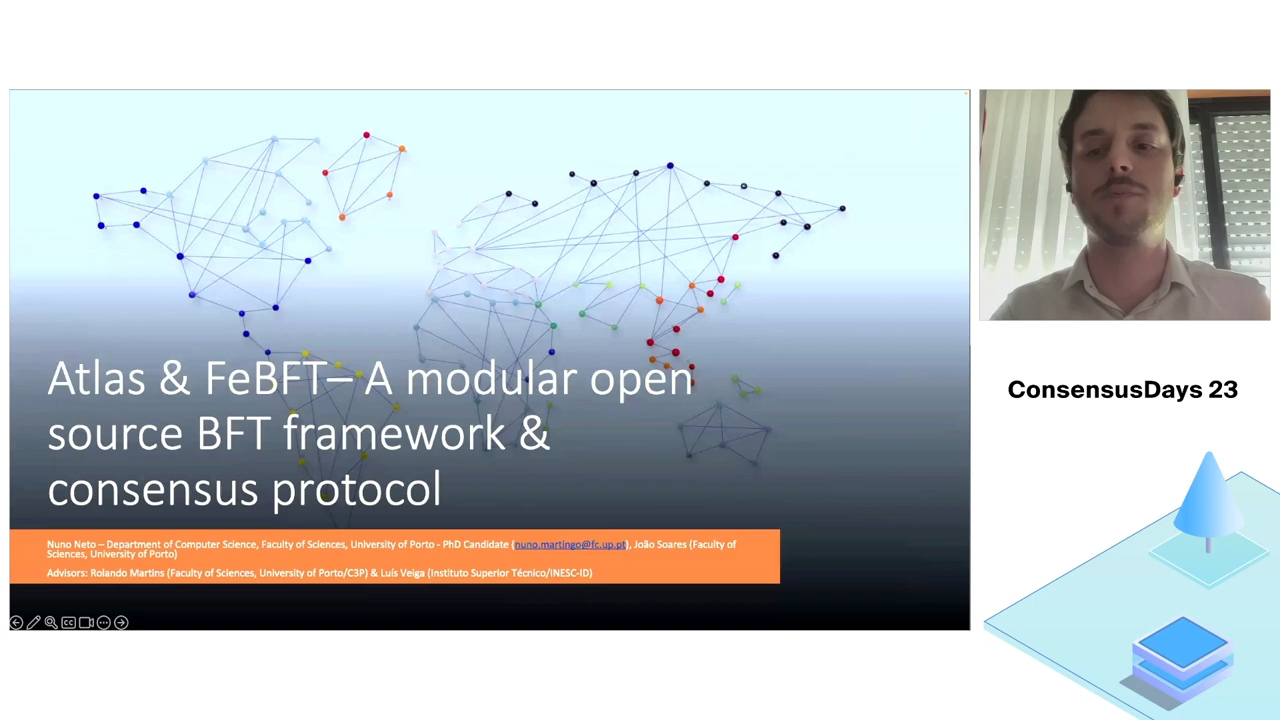 Atlas & FeBFT– A modular open
source BFT framework &
consensus protocol
Nuno Neto – Department of Computer Science, Faculty of Sciences, University of Porto - PhD Candidate (nuno.martingo@fc.up.pt), João Soares (Faculty of
Sciences, University of Porto)
Advisors: Rolando Martins (Faculty of Sciences, University of Porto/C3P) & Luís Veiga (Instituto Superior Técnico/INESC-ID)
CC
ConsensusDays 23